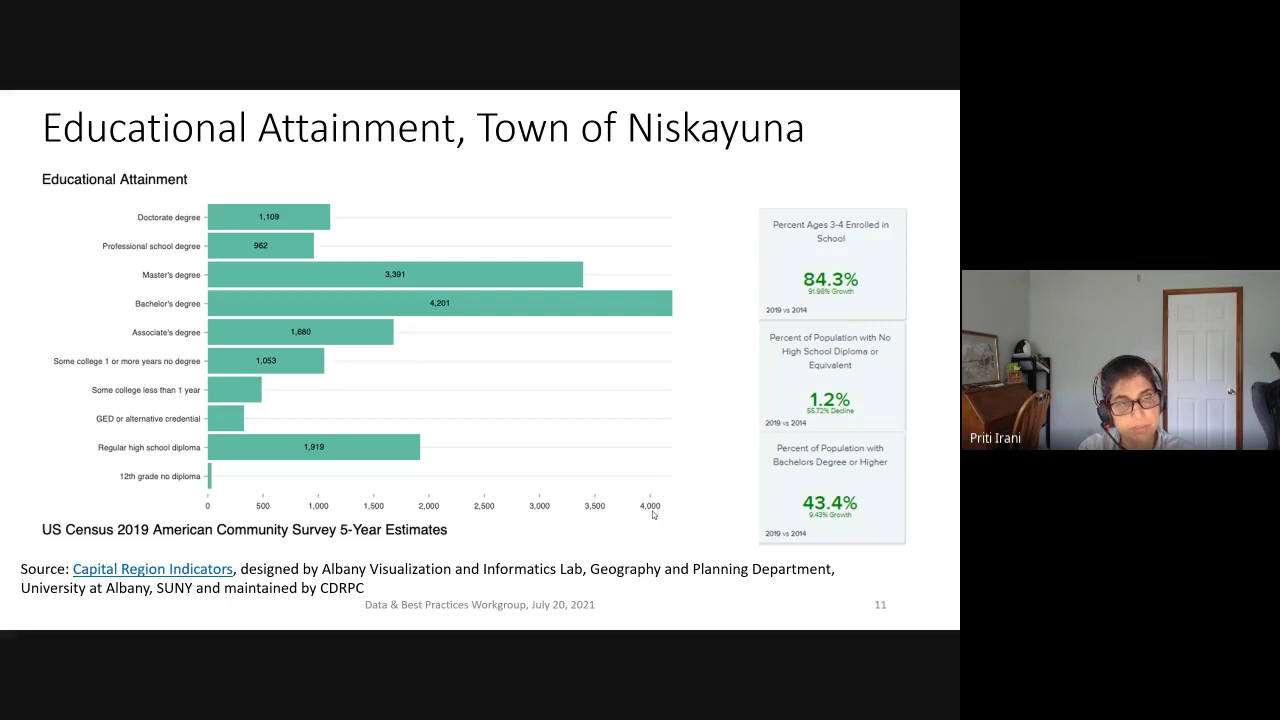 Educational Attainment, Town of Niskayuna
Educational Attainment
Doctorate degree
1,109
Professional school degree
962
Master's degree
3,391
Bachelor's degree
4,201
Associate's degree
1,680
Some college 1 or more years no degree
1,053
Some college less than 1 year
GED or alternative credential
Regular high school diploma
1,919
12th grade no diploma
0 500 1,000 1,500 2,000 2,500 3,000 3,500 4,000
US Census 2019 American Community Survey 5-Year Estimates
Percent Ages 3-4 Enrolled in
School
84.3%
91.98% Growth
2019 vs 2014
Percent of Population with No
High School Diploma or
Equivalent
1.2%
55.72% Decline
2019 vs 2014
Percent of Population with
Bachelors Degree or Higher
43.4%
9.43% Growth
2019 vs 2014
Source: Capital Region Indicators, designed by Albany Visualization and Informatics Lab, Geography and Planning Department,
University at Albany, SUNY and maintained by CDRPC
Data & Best Practices Workgroup, July 20, 2021
11
Priti Irani